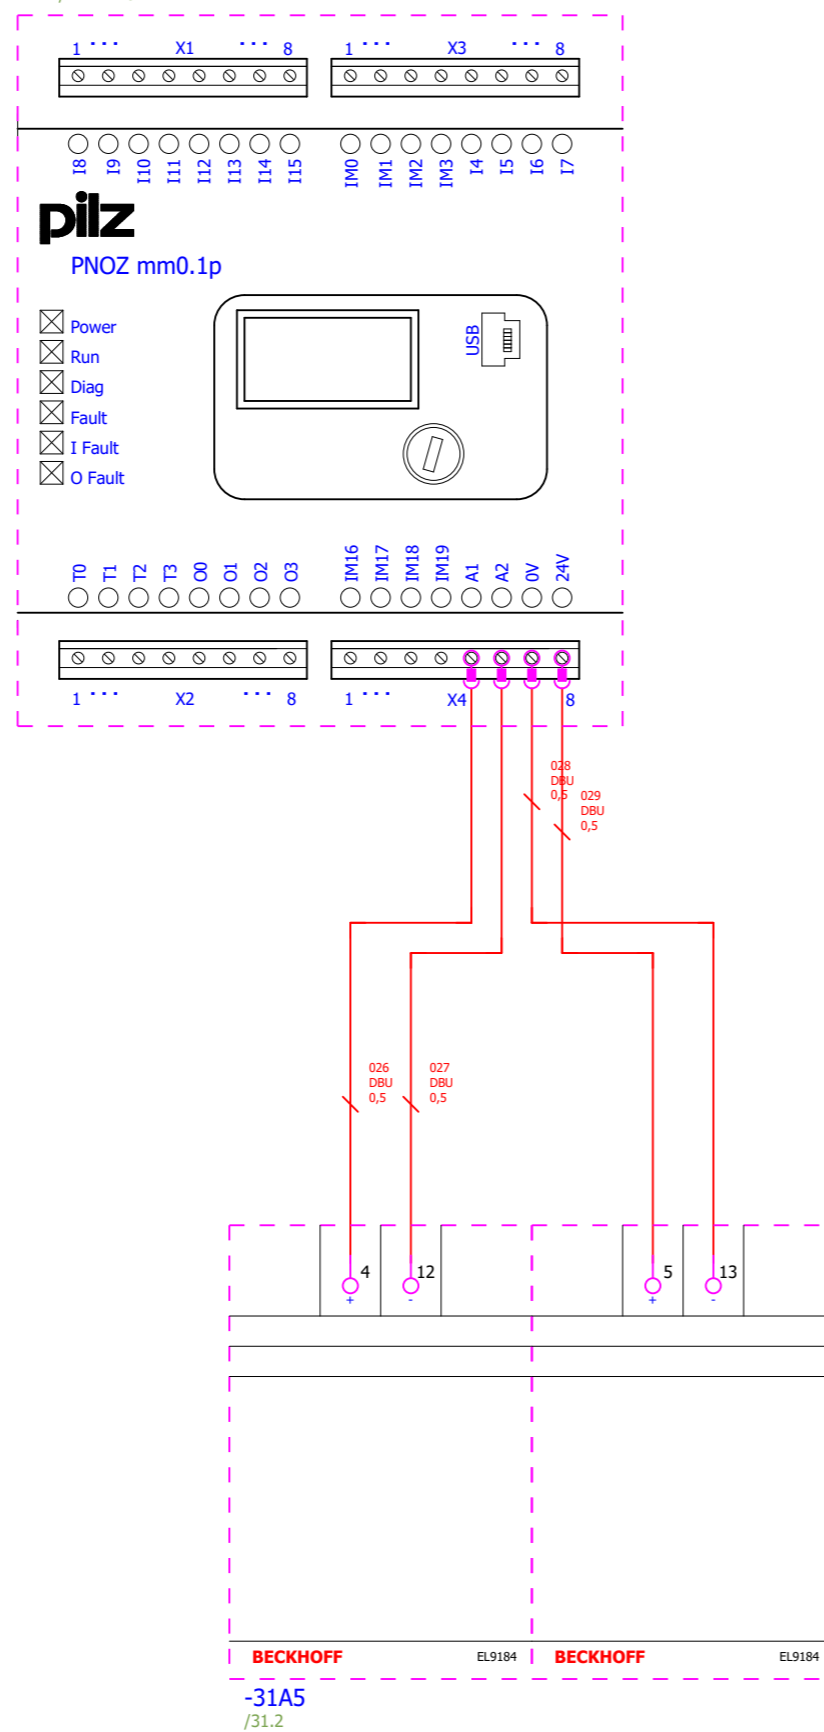 1 ··· X1 ··· 8 1 ··· X3 ··· 8
I8 I9 I10 I11 I12 I13 I14 I15 IM0 IM1 IM2 IM3 I4 I5 I6 I7
pilz
PNOZ mm0.1p
USB
Power
Run
Diag
Fault
I Fault
O Fault
T0 T1 T2 T3 O0 O1 O2 O3 IM16 IM17 IM18 IM19 A1 A2 0V 24V
1 ··· X2 ··· 8 1 ··· X4 8
028
DBU
0,5
029
DBU
0,5
026
DBU
0,5
027
DBU
0,5
4 12 5 13
+ - + -
BECKHOFF EL9184 BECKHOFF EL9184
-31A5
/31.2